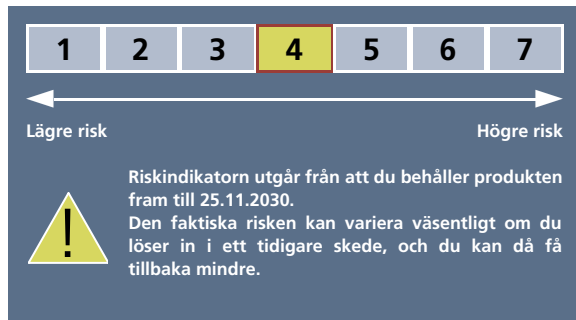 1 2 3 4 5 6 7
Lägre risk Högre risk
Riskindikatorn utgår från att du behåller produkten
fram till 25.11.2030.
Den faktiska risken kan variera väsentligt om du
löser in i ett tidigare skede, och du kan då få
tillbaka mindre.
!